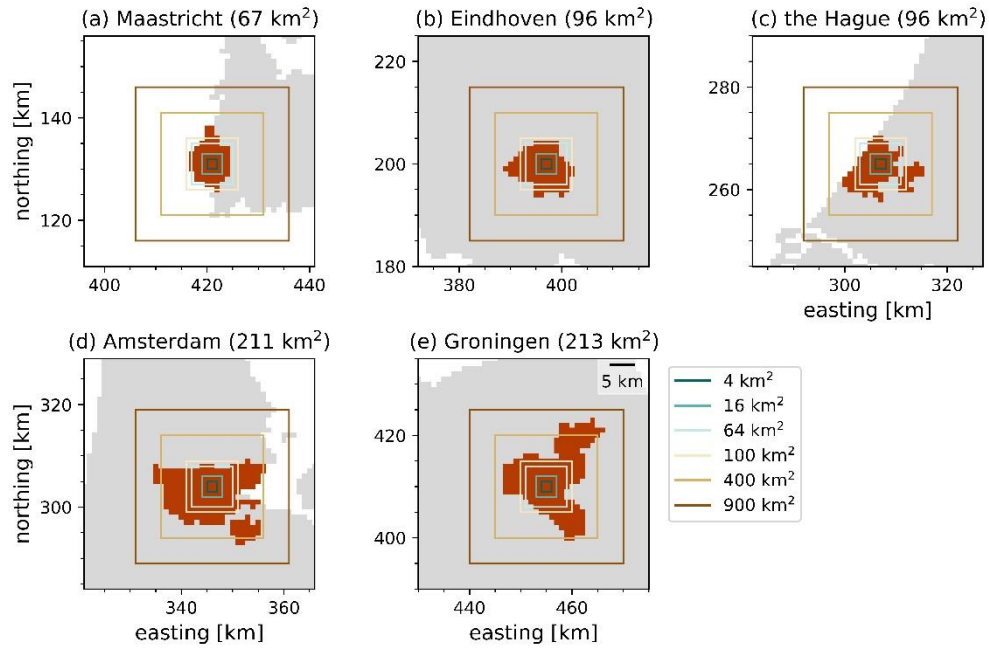 (a) Maastricht (67 km²)
(b) Eindhoven (96 km²)
(c) the Hague (96 km²)
northing [km]
140
120
400
420
440
220
200
180
380
400
280
260
300
320
easting [km]
(d) Amsterdam (211 km²)
(e) Groningen (213 km²)
northing [km]
320
300
340
360
easting [km]
5 km
420
400
440
460
easting [km]
4 km²
16 km²
64 km²
100 km²
400 km²
900 km²